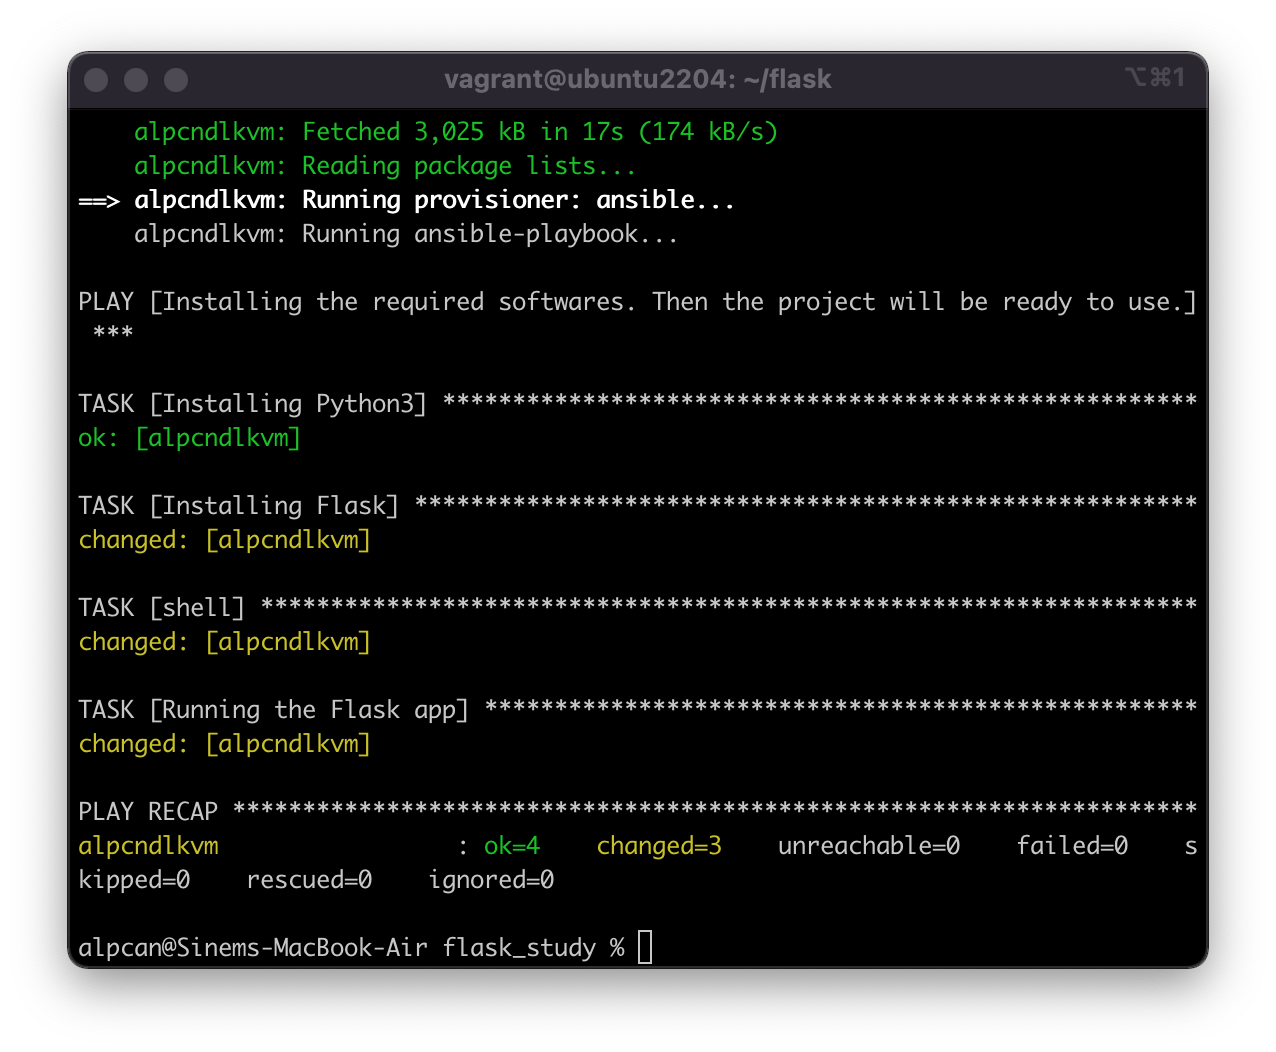 vagrant@ubuntu2204: ~/flask
⌥⌘1
alpcndlkvm: Fetched 3,025 kB in 17s (174 kB/s)
alpcndlkvm: Reading package lists...
==> alpcndlkvm: Running provisioner: ansible...
alpcndlkvm: Running ansible-playbook...
PLAY [Installing the required softwares. Then the project will be ready to use.]
***
TASK [Installing Python3] ******************************************************
ok: [alpcndlkvm]
TASK [Installing Flask] ********************************************************
changed: [alpcndlkvm]
TASK [shell] *******************************************************************
changed: [alpcndlkvm]
TASK [Running the Flask app] ***************************************************
changed: [alpcndlkvm]
PLAY RECAP *********************************************************************
alpcndlkvm                 : ok=4    changed=3    unreachable=0    failed=0    s
kipped=0    rescued=0    ignored=0
alpcan@Sinems-MacBook-Air flask_study %